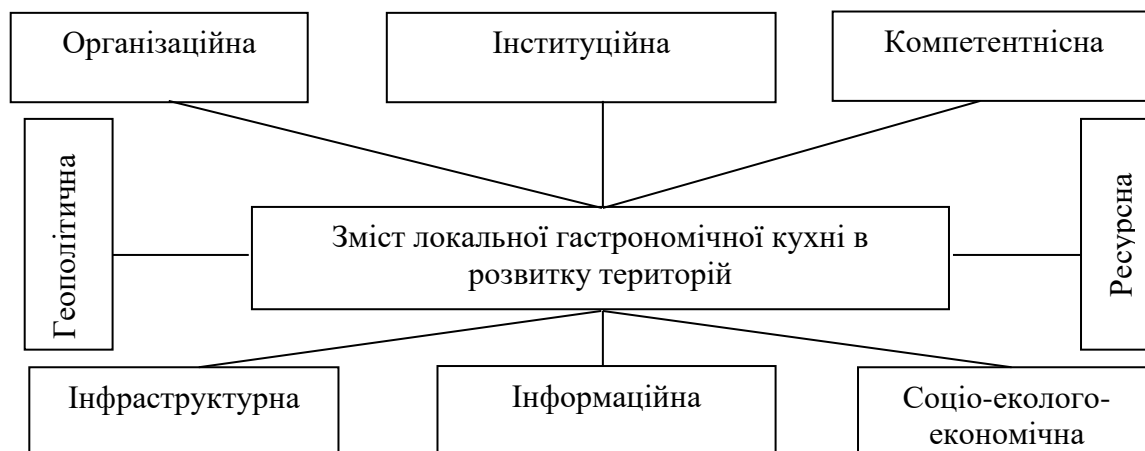 Організаційна
Інституційна
Компетентнісна
Геополітична
Зміст локальної гастрономічної кухні в
розвитку територій
Ресурсна
Інфраструктурна
Інформаційна
Соціо-еколого-
економічна